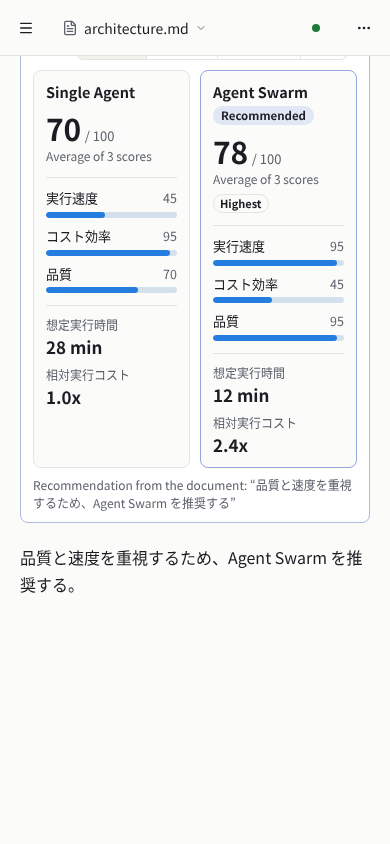 architecture.md
Single Agent
70 / 100
Average of 3 scores
実行速度 45
コスト効率 95
品質 70
想定実行時間
28 min
相対実行コスト
1.0x
Agent Swarm
Recommended
78 / 100
Average of 3 scores
Highest
実行速度 95
コスト効率 45
品質 95
想定実行時間
12 min
相対実行コスト
2.4x
Recommendation from the document: “品質と速度を重視
するため、Agent Swarm を推奨する”
品質と速度を重視するため、Agent Swarm を推
奨する。